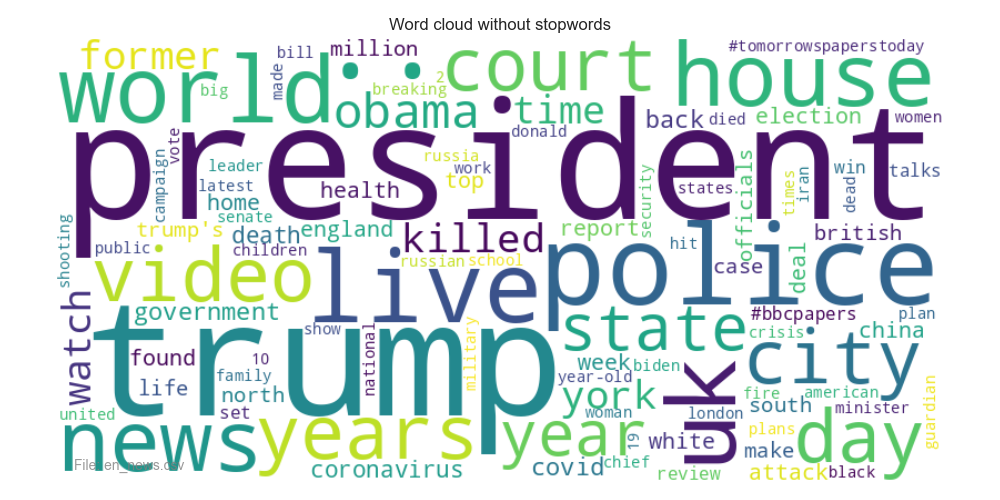 Word cloud without stopwords
former
bill
million
#tomorrowspaperstoday
world
big
made
breaking
2
court
house
obama
time
donald
back
died
election
women
president
vote
leader
campaign
latest
home
senate
health
russia
work
top
states
security
officials
times
iran
win
dead
talks
shooting
public
trump's
death
children
england
killed
russian
school
report
hit
case
deal
british
video
live
police
watch
government
show
national
military
state
#bbcpapers
plan
crisis
china
trump
found
10
life
family
north
set
week
biden
year-old
york
woman
uk
city
fire
american
south
minister
london
guardian
united
news
years
year
19
white
make
plans
day
coronavirus
covid
chief
review
attack
black
File: en_news.csv